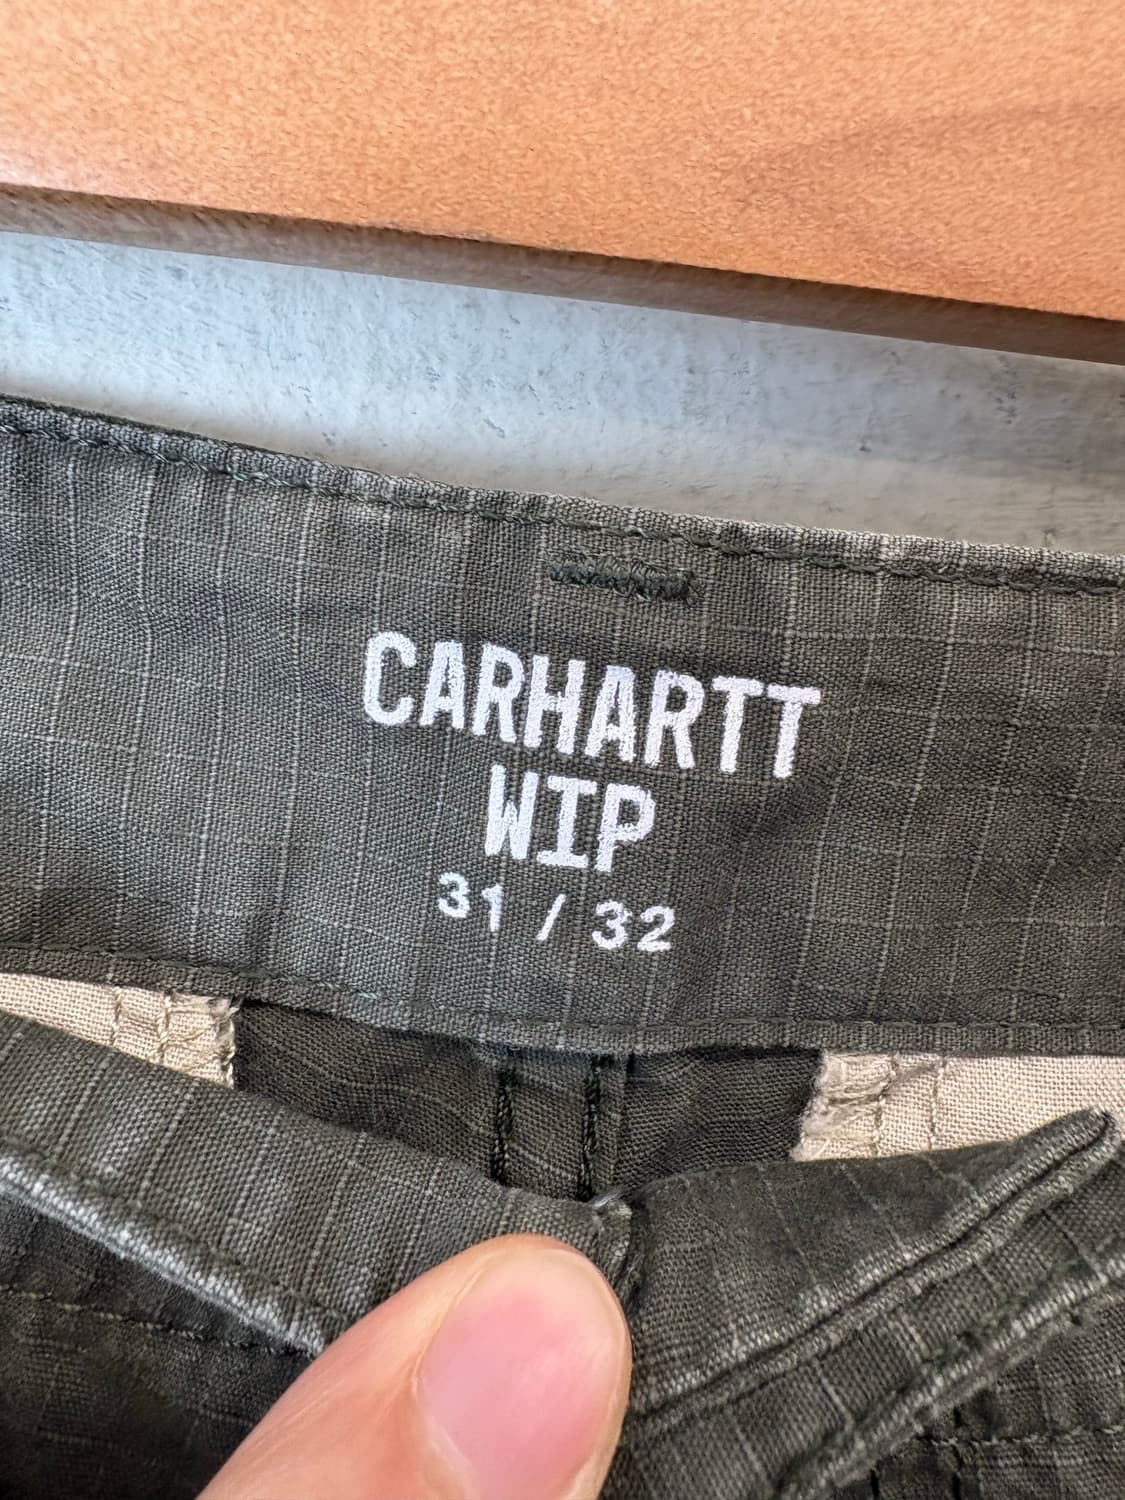 CARHARTT
WIP
31 / 32